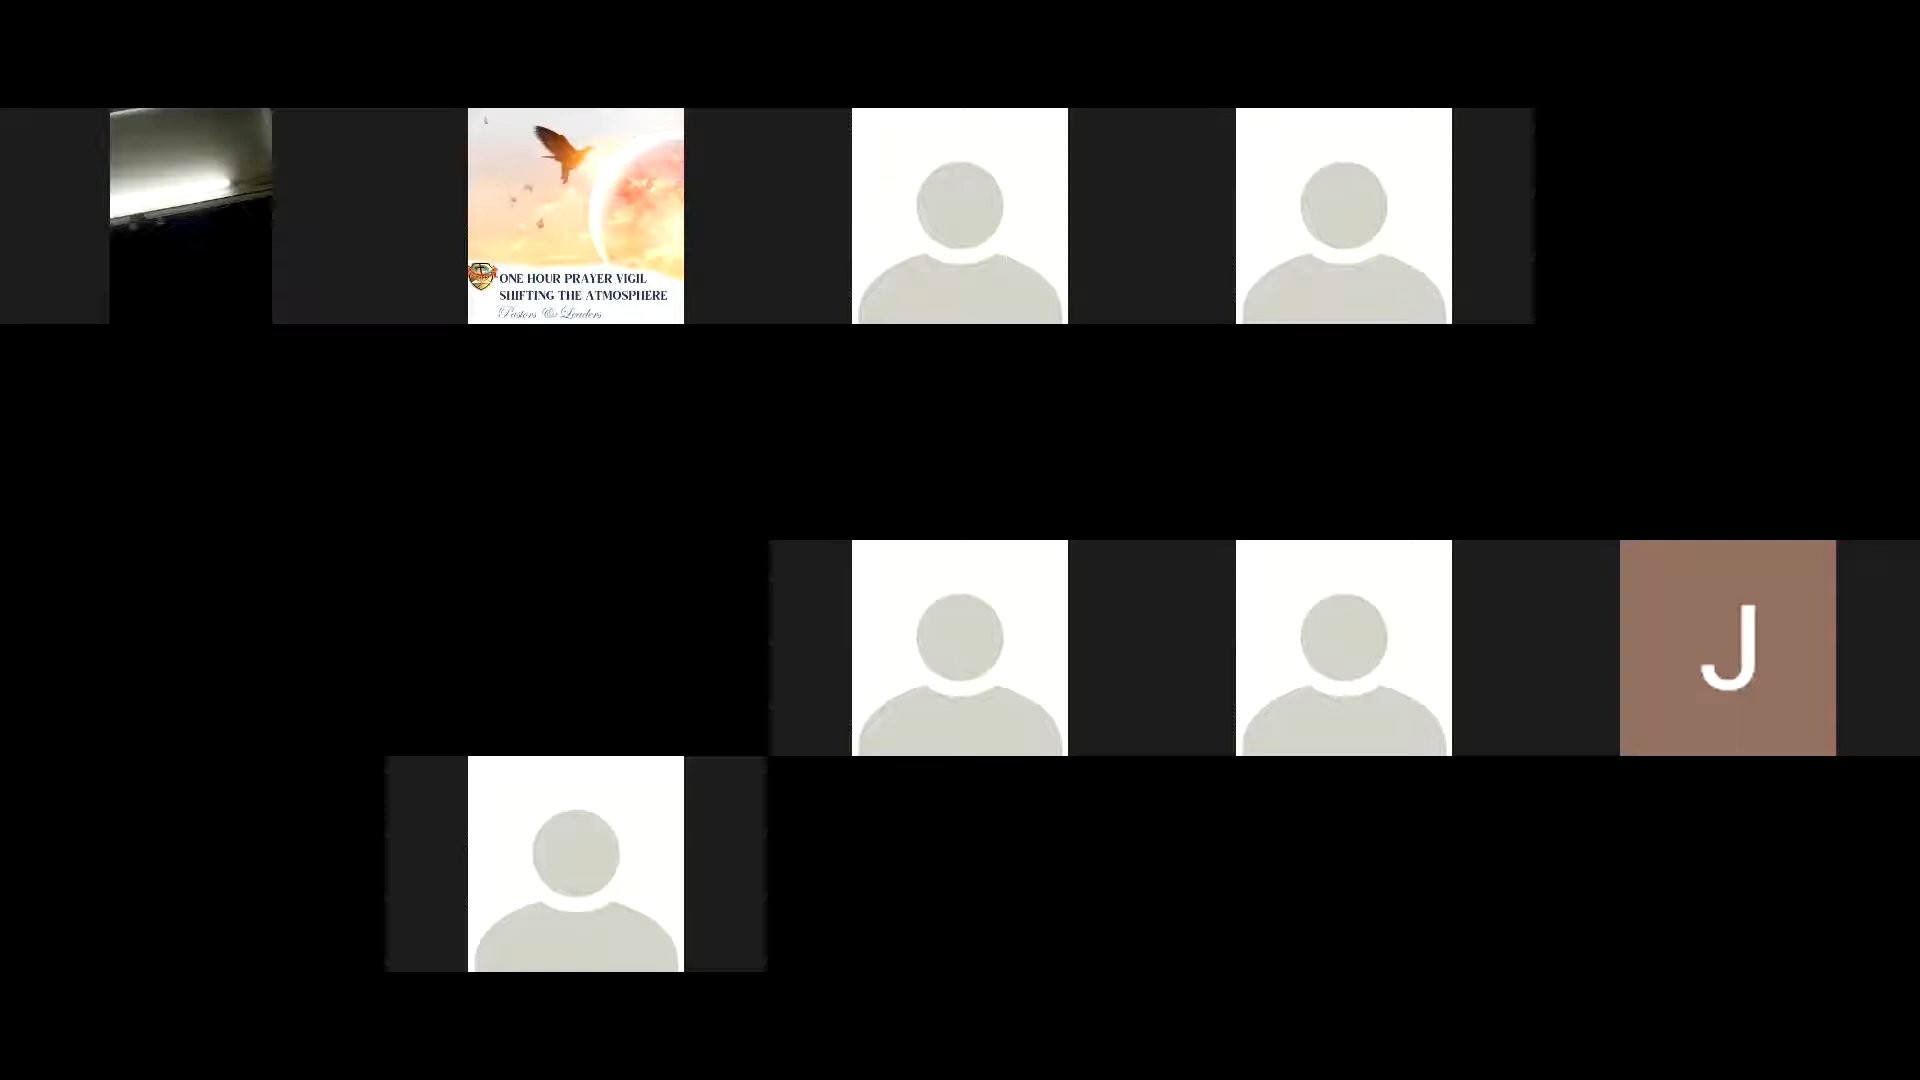 ONE HOUR PRAYER VIGIL
SHIFTING THE ATMOSPHERE
Pastors & Leaders
J